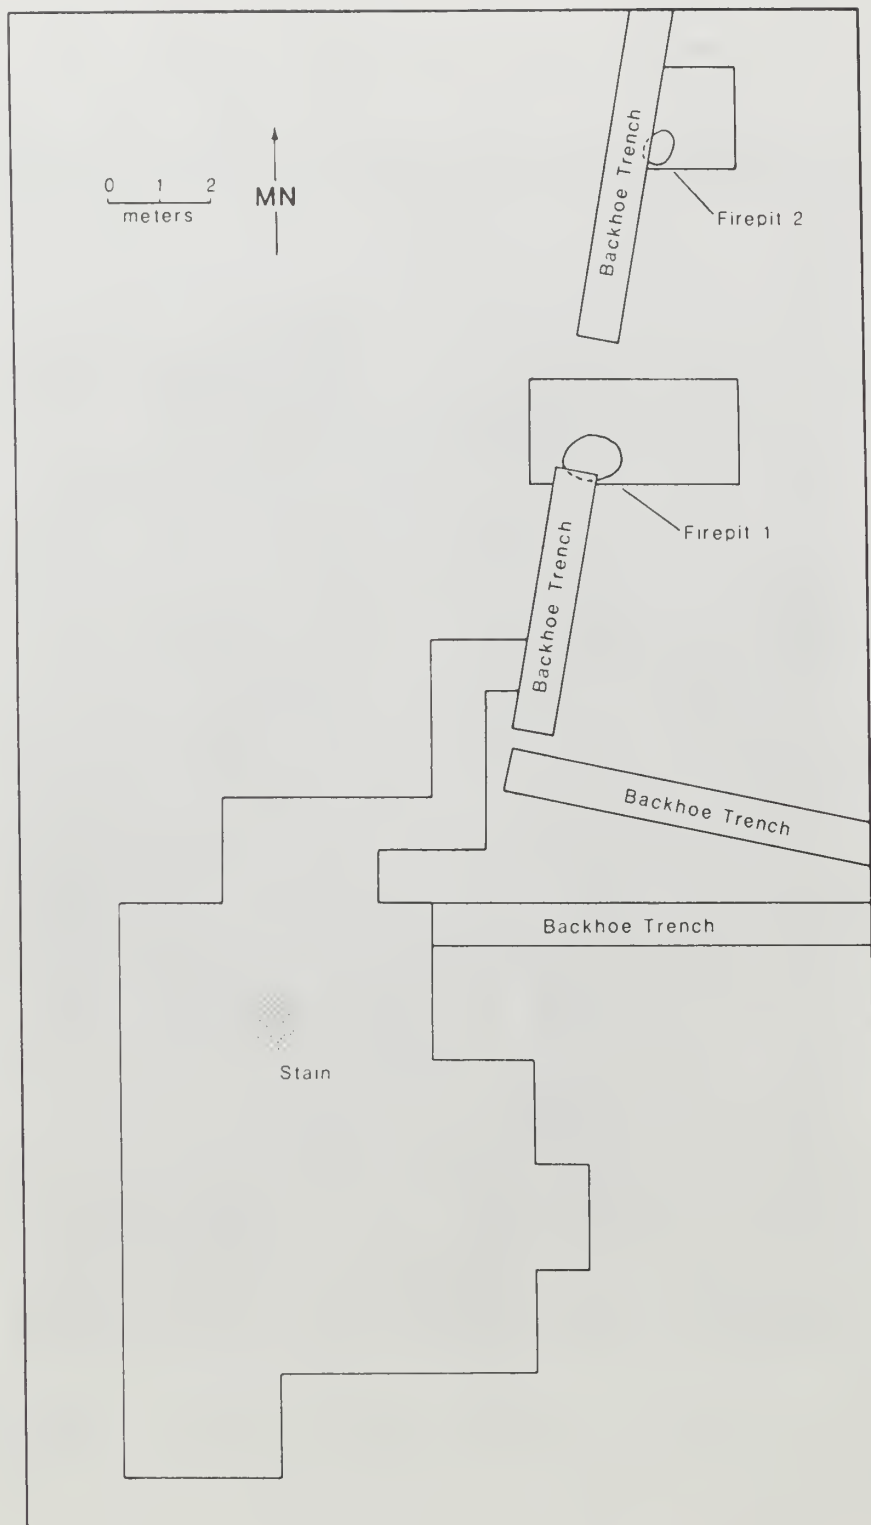 Backhoe Trench
0 1 2
meters
MN
Firepit 2
Firepit 1
Backhoe Trench
Backhoe Trench
Backhoe Trench
Stain